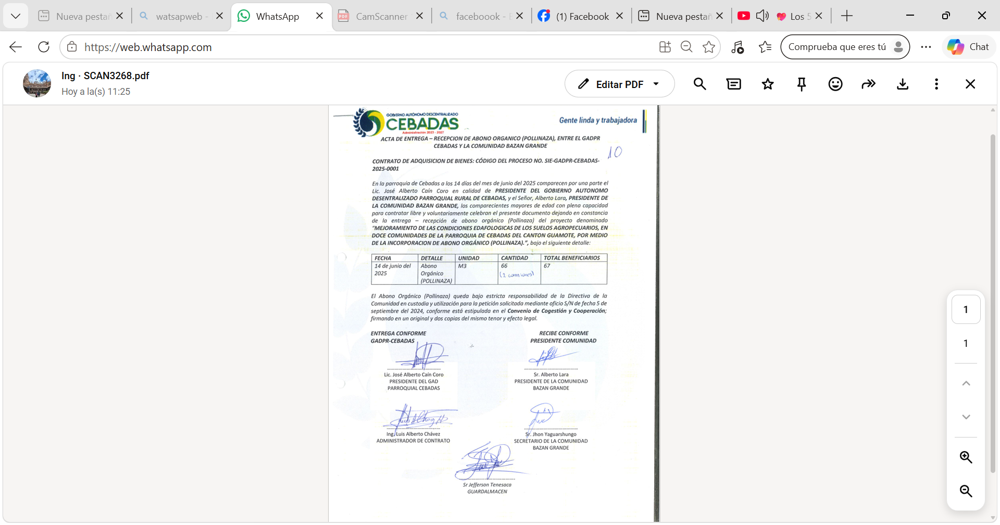 Nueva pestañ
watsapweb -
WhatsApp
CamScanner
faceboook -
(1) Facebook
Nueva pestañ
Los 5
https://web.whatsapp.com
Comprueba que eres tú
Chat
Ing · SCAN3268.pdf
Hoy a la(s) 11:25
Editar PDF
GOBIERNO AUTÓNOMO DESCENTRALIZADO
CEBADAS
Administración 2023 - 2027
Gente linda y trabajadora
ACTA DE ENTREGA – RECEPCION DE ABONO ORGANICO (POLLINAZA), ENTRE EL GADPR
CEBADAS Y LA COMUNIDAD BAZAN GRANDE
10
CONTRATO DE ADQUISICION DE BIENES: CÓDIGO DEL PROCESO NO. SIE-GADPR-CEBADAS-
2025-0001
En la parroquia de Cebadas a los 14 días del mes de junio del 2025 comparecen por una parte el
Lic. José Alberto Caín Coro en calidad de PRESIDENTE DEL GOBIERNO AUTONOMO
DESENTRALIZADO PARROQUIAL RURAL DE CEBADAS, y el Señor, Alberto Lara, PRESIDENTE DE
LA COMUNIDAD BAZAN GRANDE, los comparecientes mayores de edad con plena capacidad
para contratar libre y voluntariamente celebran el presente documento dejando en constancia
de la entrega – recepción de abono orgánico (Pollinaza) del proyecto denominado
“MEJORAMIENTO DE LAS CONDICIONES EDAFOLOGICAS DE LOS SUELOS AGROPECUARIOS, EN
DOCE COMUNIDADES DE LA PARROQUIA DE CEBADAS DEL CANTON GUAMOTE, POR MEDIO
DE LA INCORPORACION DE ABONO ORGÁNICO (POLLINAZA).”, bajo el siguiente detalle:
FECHA DETALLE UNIDAD CANTIDAD TOTAL BENEFICIARIOS
14 de junio del Abono M3 66 67
2025 Orgánico (2 camiones)
(POLLINAZA)
El Abono Orgánico (Pollinaza) queda bajo estricta responsabilidad de la Directiva de la
Comunidad en custodia y utilización para la petición solicitada mediante oficio S/N de fecha 5 de
septiembre del 2024, conforme está estipulada en el Convenio de Cogestión y Cooperación;
firmando en un original y dos copias del mismo tenor y efecto legal.
ENTREGA CONFORME RECIBE CONFORME
GADPR-CEBADAS PRESIDENTE COMUNIDAD
Lic. José Alberto Caín Coro Sr. Alberto Lara
PRESIDENTE DEL GAD PRESIDENTE DE LA COMUNIDAD
PARROQUIAL CEBADAS BAZAN GRANDE
Ing. Luis Alberto Chávez Sr. Jhon Yaguarshungo
ADMINISTRADOR DE CONTRATO SECRETARIO DE LA COMUNIDAD
BAZAN GRANDE
Sr Jefferson Tenesaca
GUARDALMACEN
1
1